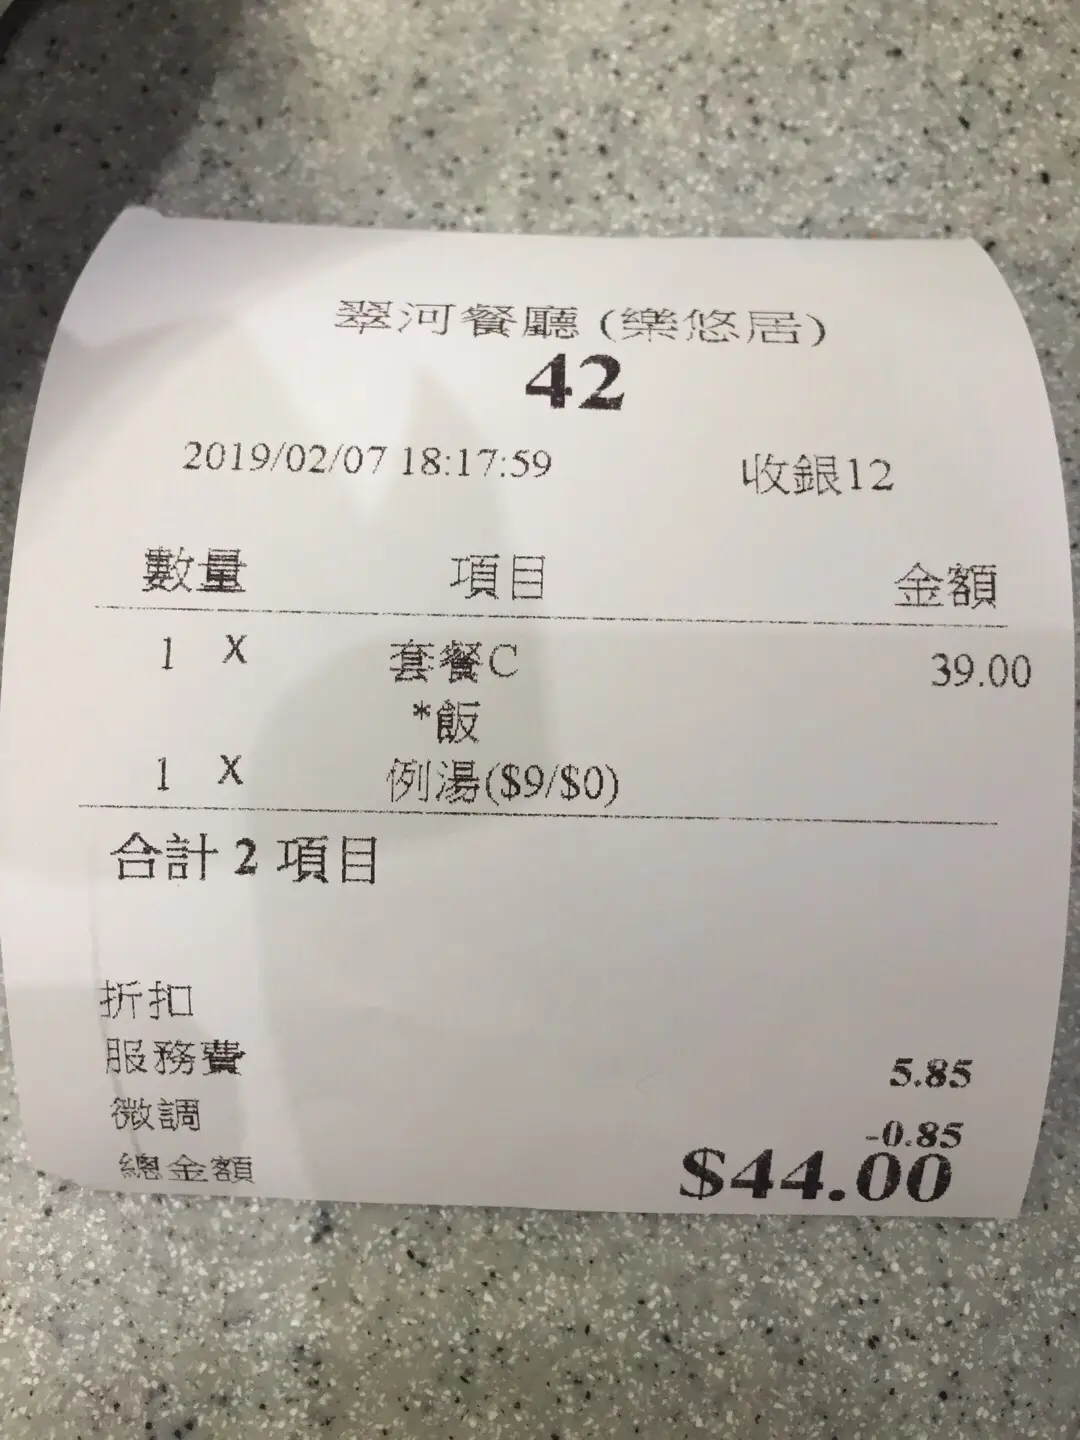 翠河餐廳 (樂悠居)
42
2019/02/07 18:17:59 收銀12
數量 項目 金額
1 X 套餐C 39.00
*飯
1 X 例湯($9/$0)
合計 2 項目
折扣
服務費 5.85
微調 -0.85
總金額 $44.00